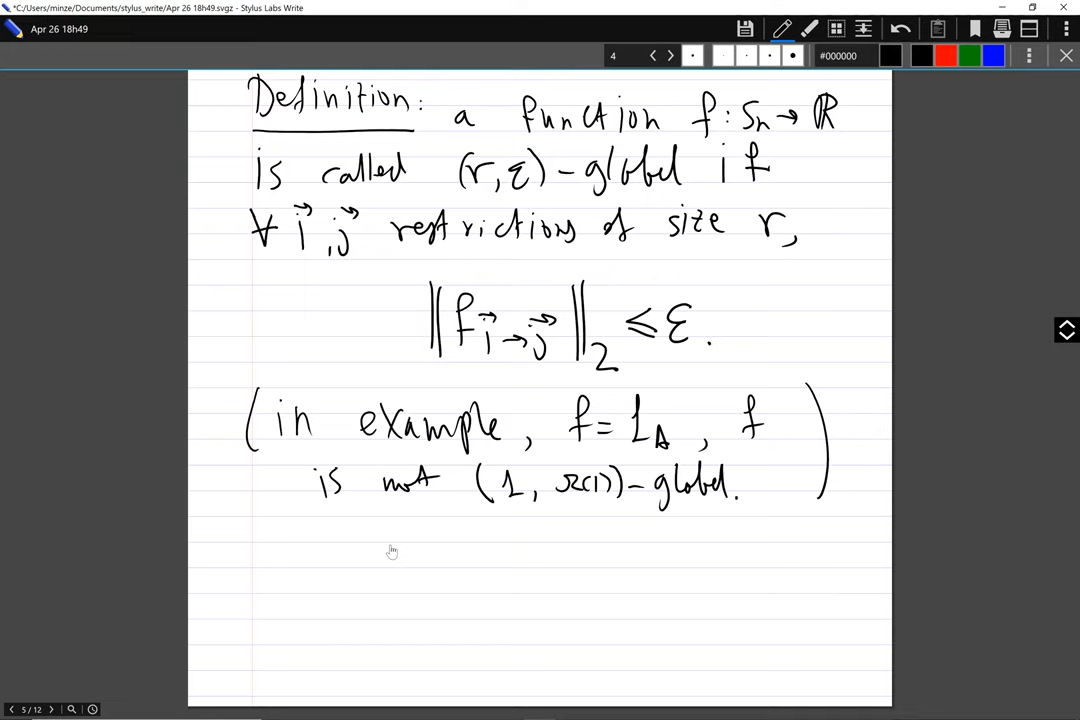 *C:/Users/minze/Documents/stylus_write/Apr 26 18h49.svgz - Stylus Labs Write
Apr 26 18h49
4 #000000
Definition: a function f: Sn → ℝ
is called (r, ε)-global if
∀ i⃗, j⃗ restrictions of size r,
‖f i⃗→j⃗‖₂ ≤ ε.
(in example, f = 1_A, f
is not (1, Ω(1))-global.)
5 / 12